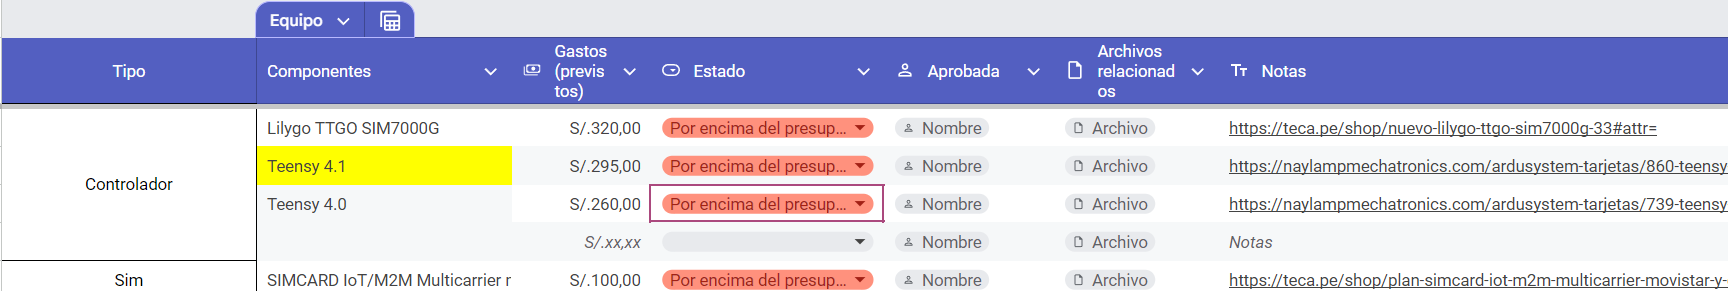 Equipo
Tipo Componentes Gastos (previs tos) Estado Aprobada Archivos relacionad os Notas
Lilygo TTGO SIM7000G S/.320,00 Por encima del presup... Nombre Archivo https://teca.pe/shop/nuevo-lilygo-ttgo-sim7000g-33#attr=
Teensy 4.1 S/.295,00 Por encima del presup... Nombre Archivo https://naylampmechatronics.com/ardusystem-tarjetas/860-teensy
Controlador
Teensy 4.0 S/.260,00 Por encima del presup... Nombre Archivo https://naylampmechatronics.com/ardusystem-tarjetas/739-teensy
S/.xx,xx Nombre Archivo Notas
Sim SIMCARD IoT/M2M Multicarrier r S/.100,00 Por encima del presup... Nombre Archivo https://teca.pe/shop/plan-simcard-iot-m2m-multicarrier-movistar-y-